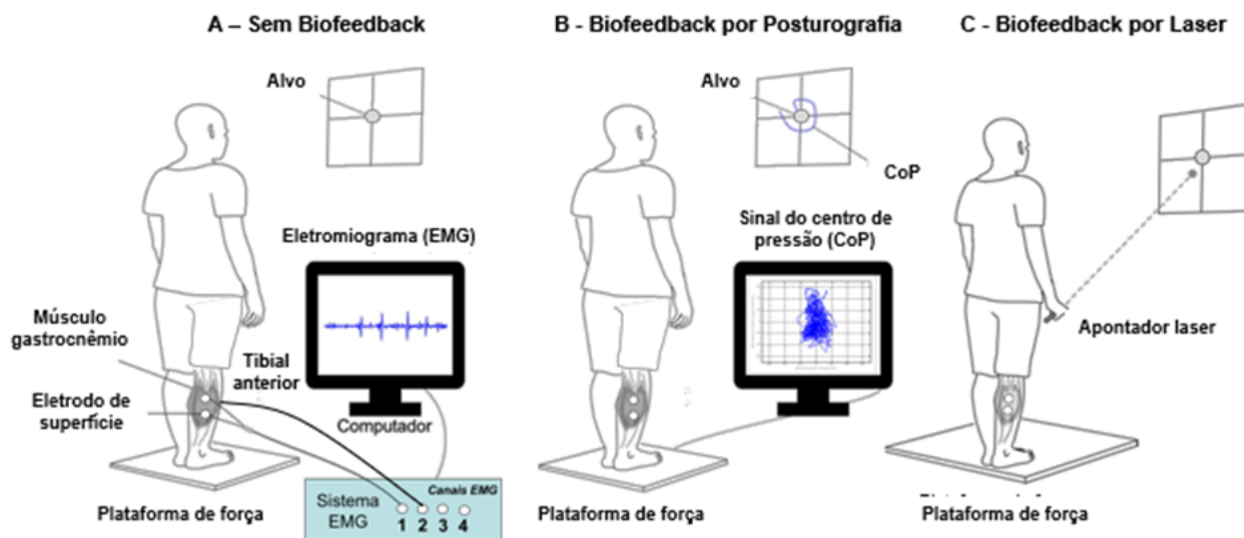 A – Sem Biofeedback
Alvo
Eletromiograma (EMG)
Músculo
gastrocnêmio
Tibial
anterior
Eletrodo de
superfície
Computador
Canais EMG
Sistema
EMG
1 2 3 4
Plataforma de força
B - Biofeedback por Posturografia
Alvo
CoP
Sinal do centro de
pressão (CoP)
Plataforma de força
C - Biofeedback por Laser
Apontador laser
Plataforma de força